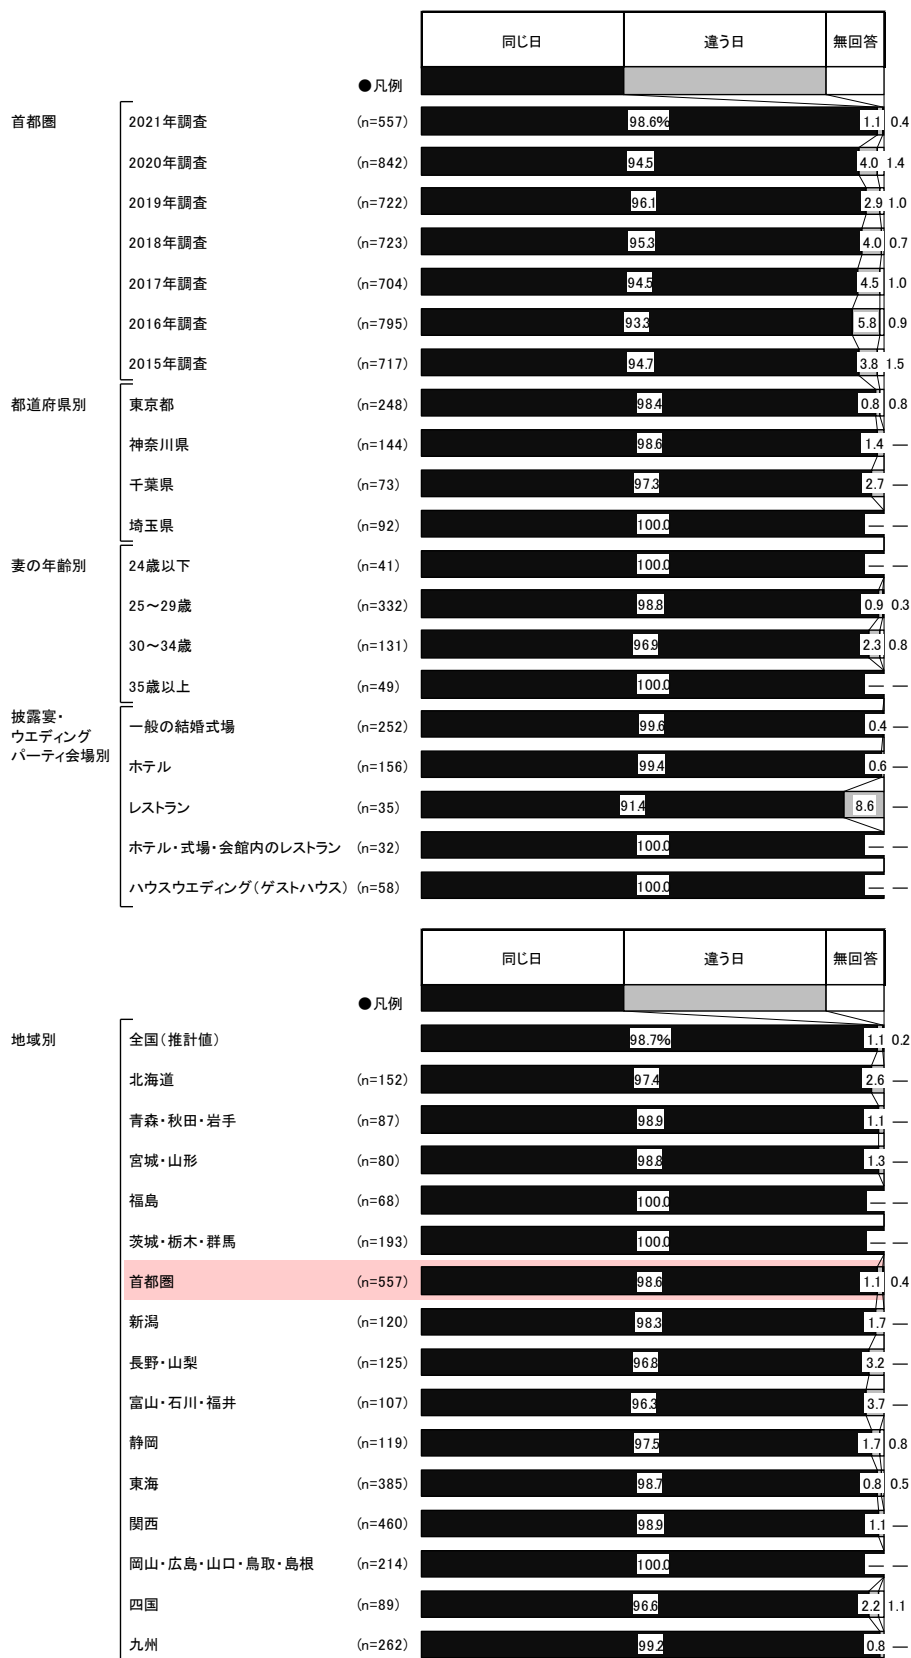 同じ日 違う日 無回答
●凡例
首都圏 2021年調査 (n=557) 98.6% 1.1 0.4
2020年調査 (n=842) 94.5 4.0 1.4
2019年調査 (n=722) 96.1 2.9 1.0
2018年調査 (n=723) 95.3 4.0 0.7
2017年調査 (n=704) 94.5 4.5 1.0
2016年調査 (n=795) 93.3 5.8 0.9
2015年調査 (n=717) 94.7 3.8 1.5
都道府県別 東京都 (n=248) 98.4 0.8 0.8
神奈川県 (n=144) 98.6 1.4 —
千葉県 (n=73) 97.3 2.7 —
埼玉県 (n=92) 100.0 — —
妻の年齢別 24歳以下 (n=41) 100.0 — —
25～29歳 (n=332) 98.8 0.9 0.3
30～34歳 (n=131) 96.9 2.3 0.8
35歳以上 (n=49) 100.0 — —
披露宴・
ウエディング
パーティ会場別
一般の結婚式場 (n=252) 99.6 0.4 —
ホテル (n=156) 99.4 0.6 —
レストラン (n=35) 91.4 8.6 —
ホテル・式場・会館内のレストラン (n=32) 100.0 — —
ハウスウエディング(ゲストハウス) (n=58) 100.0 — —
同じ日 違う日 無回答
●凡例
地域別 全国(推計値) 98.7% 1.1 0.2
北海道 (n=152) 97.4 2.6 —
青森・秋田・岩手 (n=87) 98.9 1.1 —
宮城・山形 (n=80) 98.8 1.3 —
福島 (n=68) 100.0 — —
茨城・栃木・群馬 (n=193) 100.0 — —
首都圏 (n=557) 98.6 1.1 0.4
新潟 (n=120) 98.3 1.7 —
長野・山梨 (n=125) 96.8 3.2 —
富山・石川・福井 (n=107) 96.3 3.7 —
静岡 (n=119) 97.5 1.7 0.8
東海 (n=385) 98.7 0.8 0.5
関西 (n=460) 98.9 1.1 —
岡山・広島・山口・鳥取・島根 (n=214) 100.0 — —
四国 (n=89) 96.6 2.2 1.1
九州 (n=262) 99.2 0.8 —